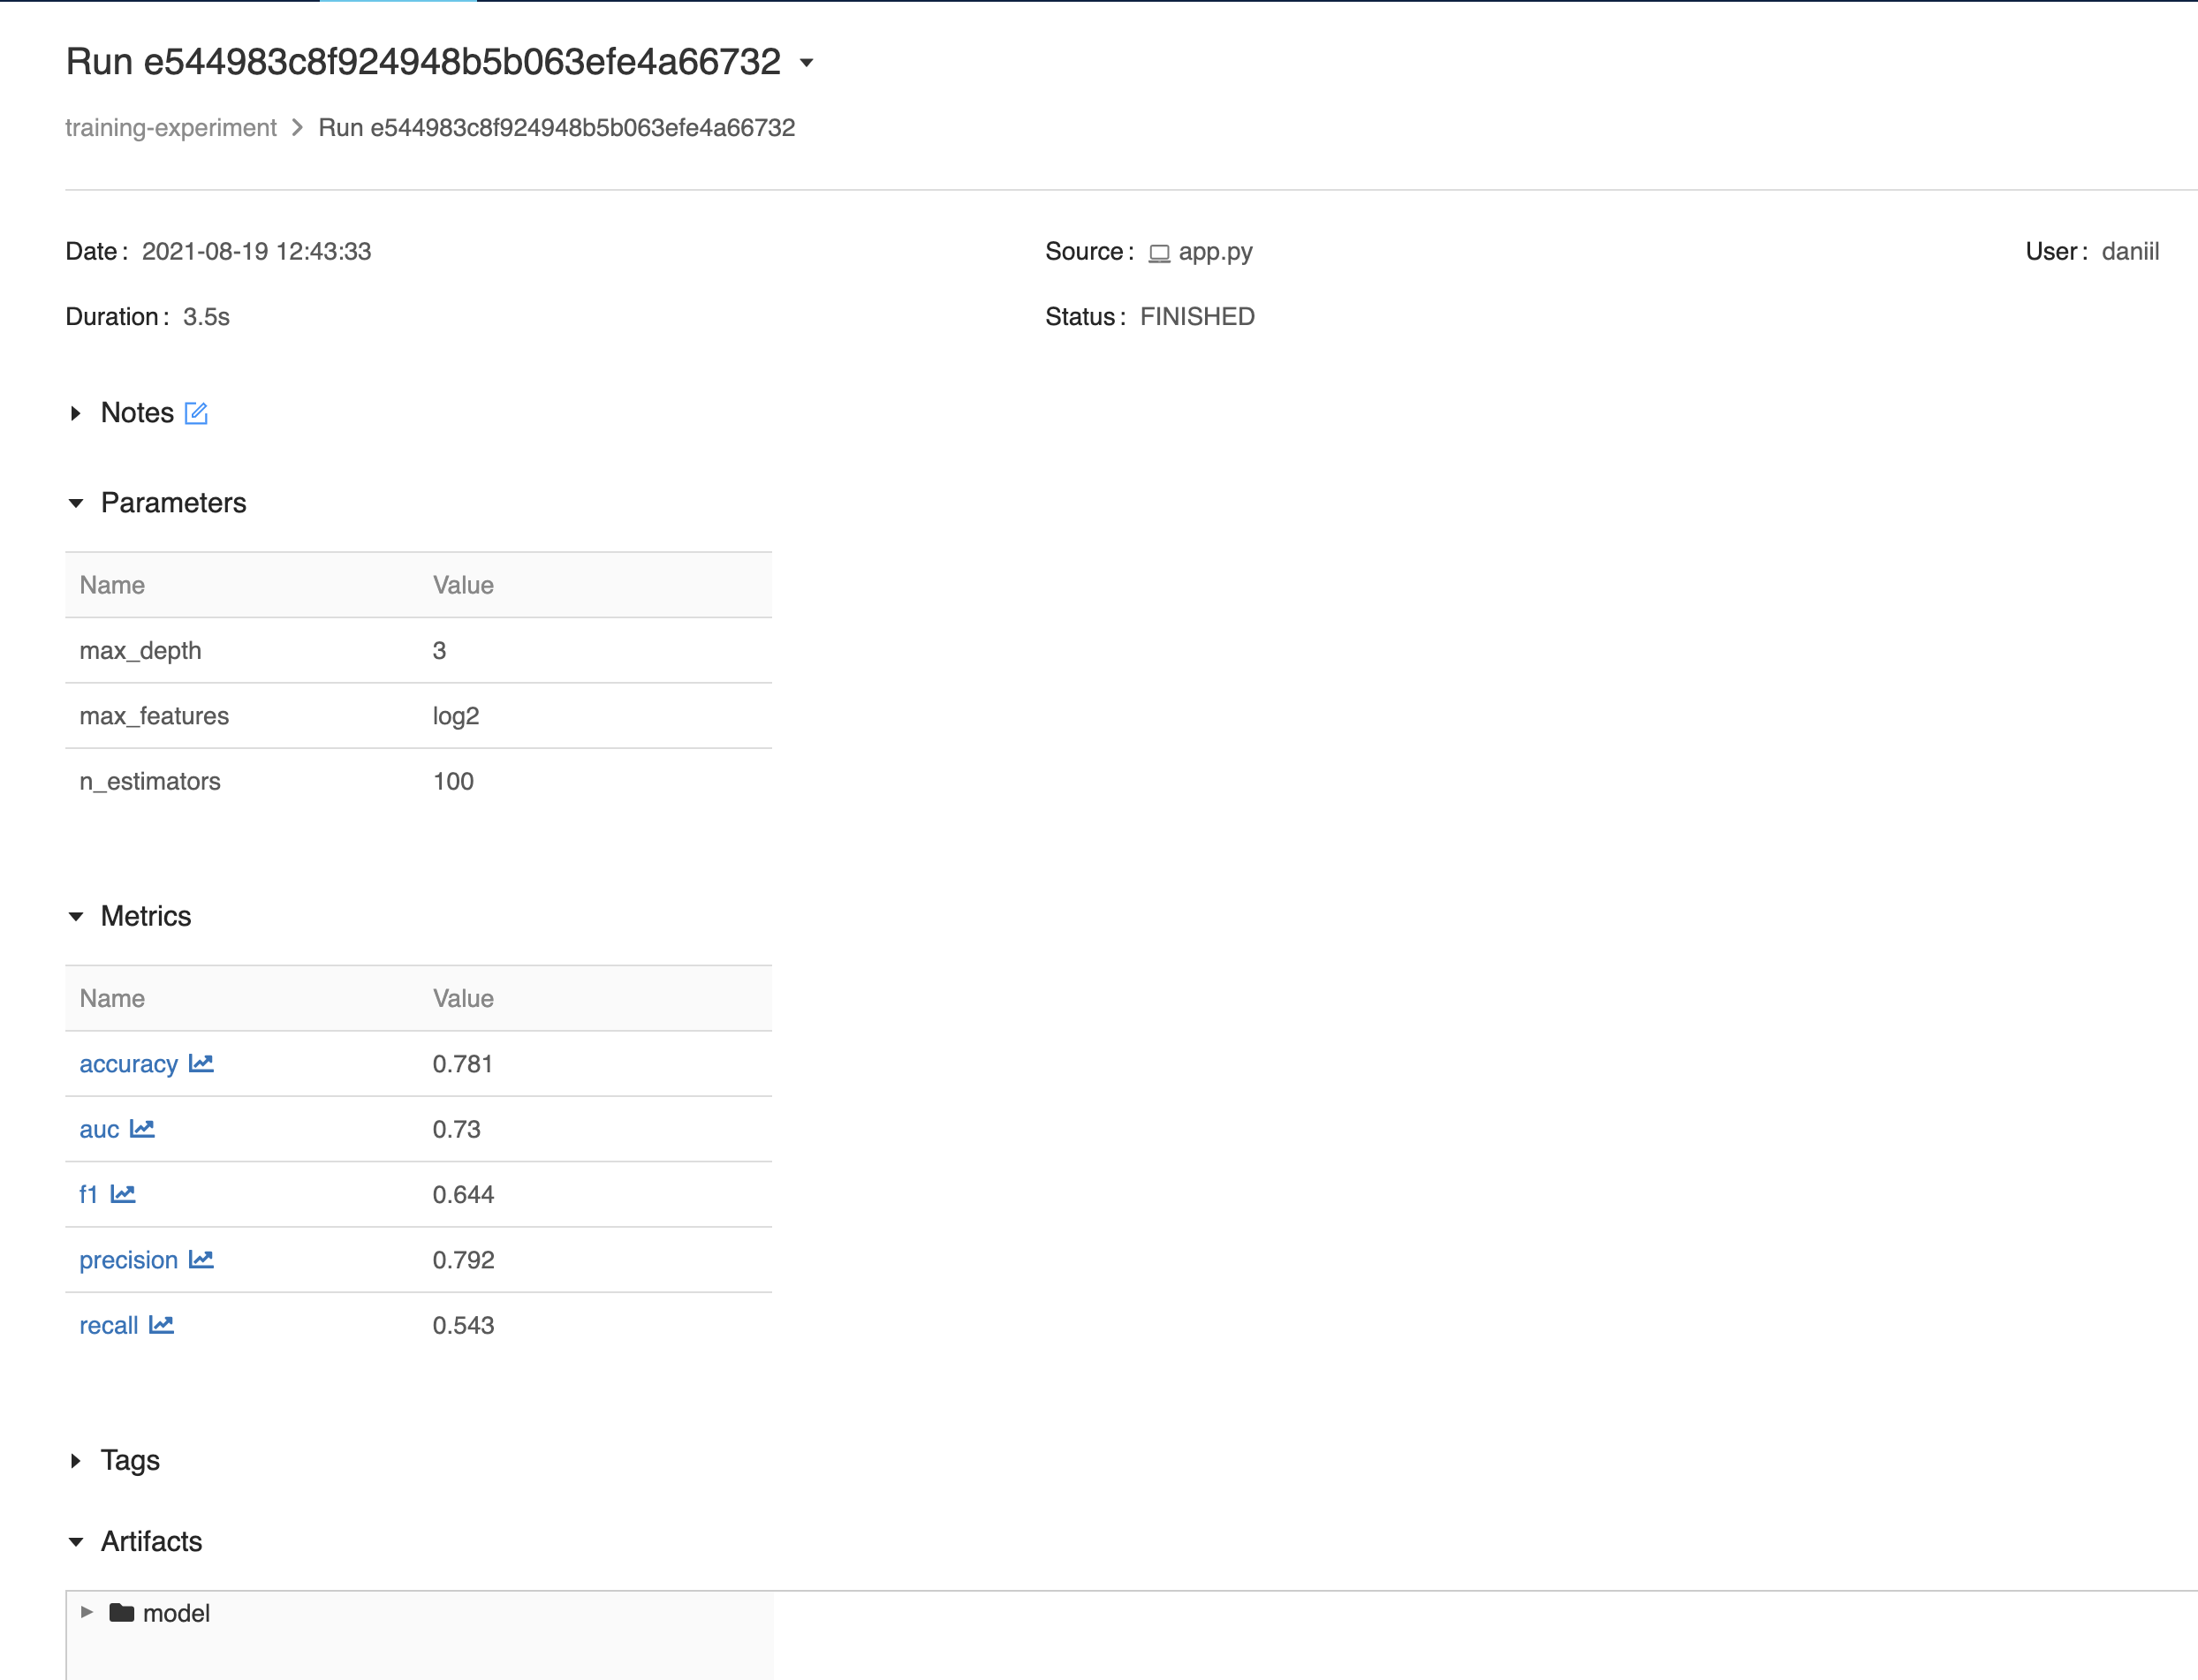 Run e544983c8f924948b5b063efe4a66732
training-experiment > Run e544983c8f924948b5b063efe4a66732
Date: 2021-08-19 12:43:33 Source: app.py User: daniil
Duration: 3.5s Status: FINISHED
Notes
Parameters
Name Value
max_depth 3
max_features log2
n_estimators 100
Metrics
Name Value
accuracy 0.781
auc 0.73
f1 0.644
precision 0.792
recall 0.543
Tags
Artifacts
model